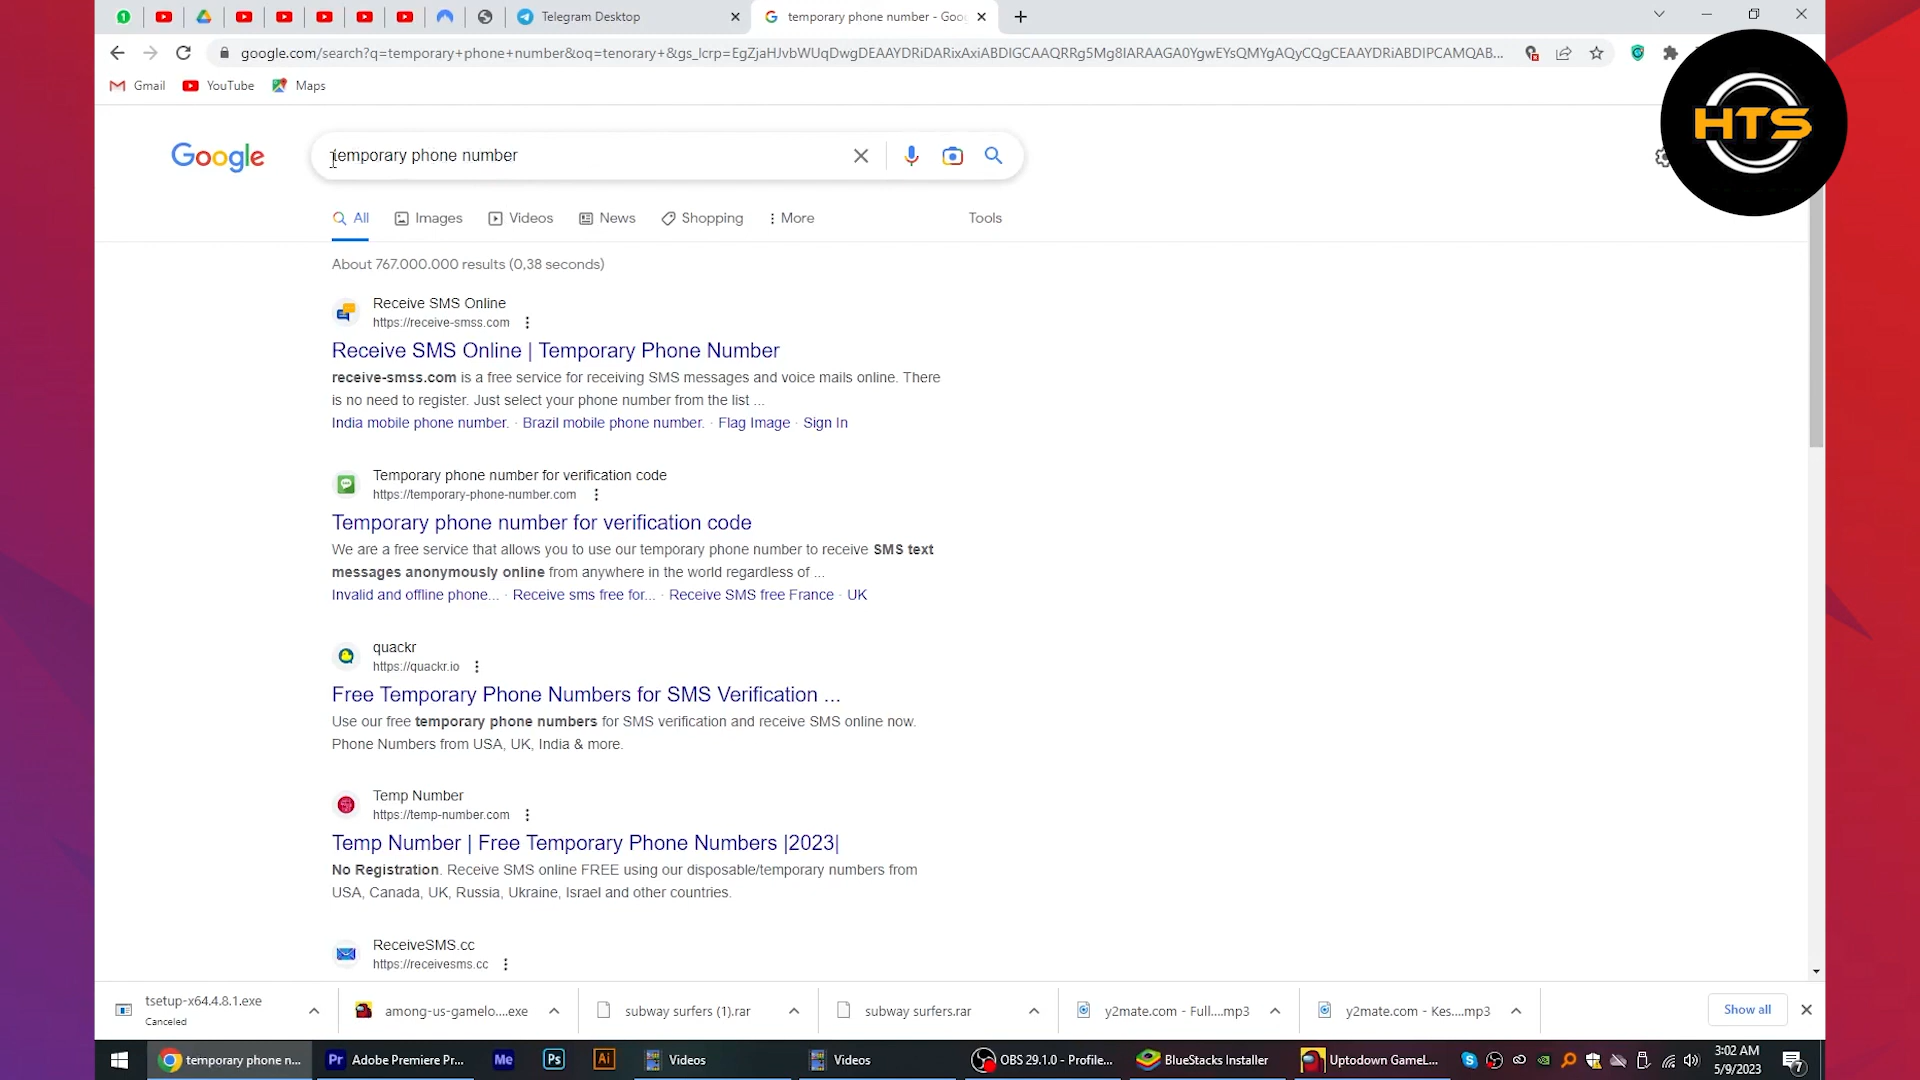 Telegram Desktop
temporary phone number - Goo
google.com/search?q=temporary+phone+number&oq=tenorary+&gs_lcrp=EgZjaHJvbWUqDwgDEAAYDRiDARixAxiABDIGCAAQRRg5Mg8IARAAGA0YgwEYsQMYgAQyCQgCEAAYDRiABDIPCAMQAB...
Gmail
YouTube
Maps
HTS
Google
temporary phone number
All
Images
Videos
News
Shopping
More
Tools
About 767.000.000 results (0,38 seconds)
Receive SMS Online
https://receive-smss.com
Receive SMS Online | Temporary Phone Number
receive-smss.com is a free service for receiving SMS messages and voice mails online. There
is no need to register. Just select your phone number from the list ...
India mobile phone number. · Brazil mobile phone number. · Flag Image · Sign In
Temporary phone number for verification code
https://temporary-phone-number.com
Temporary phone number for verification code
We are a free service that allows you to use our temporary phone number to receive SMS text
messages anonymously online from anywhere in the world regardless of ...
Invalid and offline phone... · Receive sms free for... · Receive SMS free France · UK
quackr
https://quackr.io
Free Temporary Phone Numbers for SMS Verification ...
Use our free temporary phone numbers for SMS verification and receive SMS online now.
Phone Numbers from USA, UK, India & more.
Temp Number
https://temp-number.com
Temp Number | Free Temporary Phone Numbers |2023|
No Registration. Receive SMS online FREE using our disposable/temporary numbers from
USA, Canada, UK, Russia, Ukraine, Israel and other countries.
ReceiveSMS.cc
https://receivesms.cc
tsetup-x64.4.8.1.exe
Canceled
among-us-gamelo....exe
subway surfers (1).rar
subway surfers.rar
y2mate.com - Full....mp3
y2mate.com - Kes....mp3
Show all
temporary phone n...
Pr
Adobe Premiere Pr...
Me
Ps
Ai
Videos
Videos
OBS 29.1.0 - Profile...
BlueStacks Installer
Uptodown GameL...
3:02 AM
5/9/2023
7